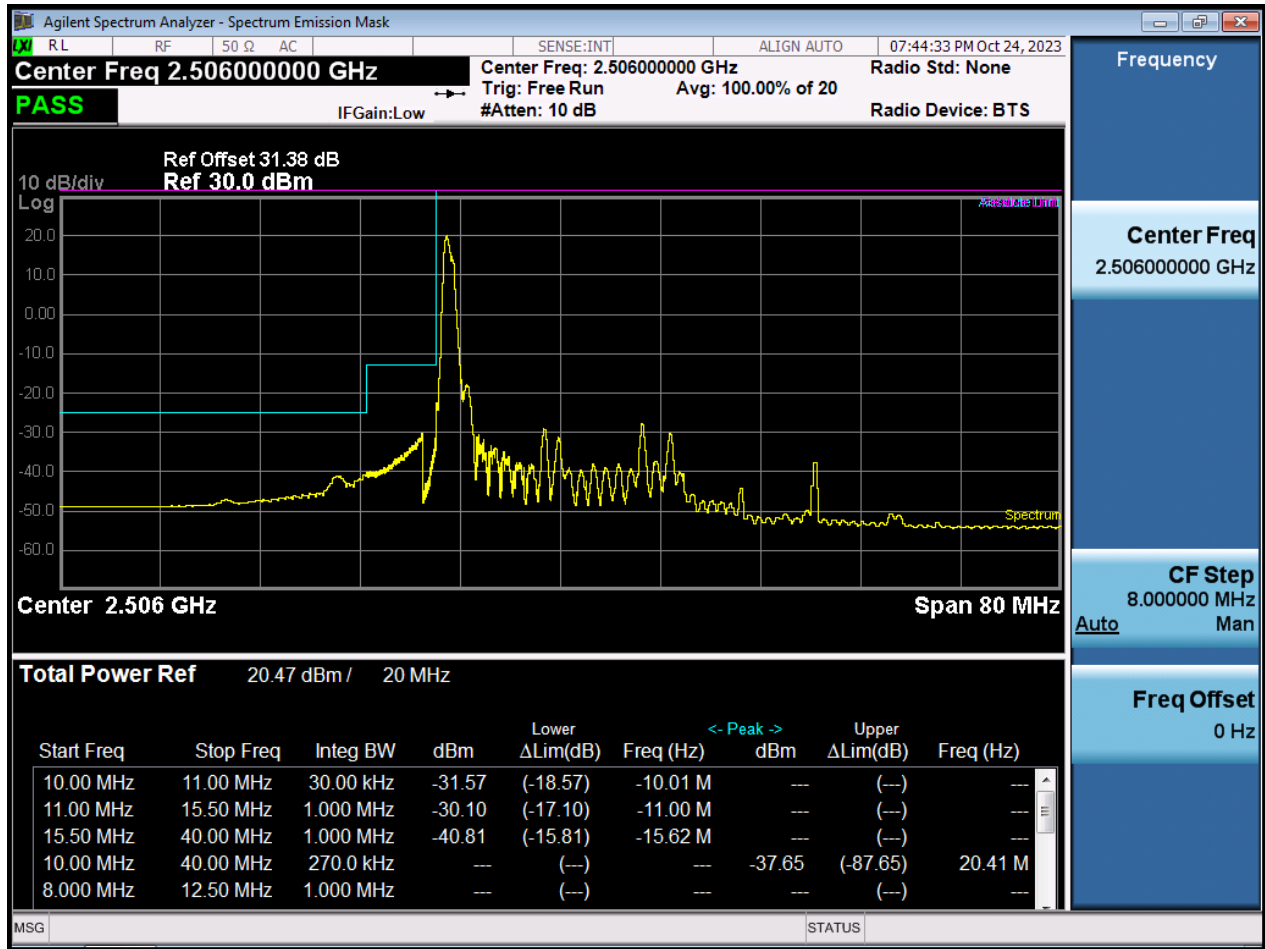 Agilent Spectrum Analyzer - Spectrum Emission Mask
LXI RL RF 50 Ω AC SENSE:INT ALIGN AUTO 07:44:33 PM Oct 24, 2023
Center Freq 2.506000000 GHz
PASS
IFGain:Low
Center Freq: 2.506000000 GHz
Trig: Free Run Avg: 100.00% of 20
#Atten: 10 dB
Radio Std: None
Radio Device: BTS
Ref Offset 31.38 dB
10 dB/div Ref 30.0 dBm
Log
20.0
10.0
0.00
-10.0
-20.0
-30.0
-40.0
-50.0
-60.0
Limit
Spectrum
Center 2.506 GHz Span 80 MHz
Total Power Ref 20.47 dBm / 20 MHz
Lower <- Peak -> Upper
Start Freq Stop Freq Integ BW dBm ΔLim(dB) Freq (Hz) dBm ΔLim(dB) Freq (Hz)
10.00 MHz 11.00 MHz 30.00 kHz -31.57 (-18.57) -10.01 M --- (---) ---
11.00 MHz 15.50 MHz 1.000 MHz -30.10 (-17.10) -11.00 M --- (---) ---
15.50 MHz 40.00 MHz 1.000 MHz -40.81 (-15.81) -15.62 M --- (---) ---
10.00 MHz 40.00 MHz 270.0 kHz --- (---) --- -37.65 (-87.65) 20.41 M
8.000 MHz 12.50 MHz 1.000 MHz --- (---) --- --- (---) ---
Frequency
Center Freq
2.506000000 GHz
CF Step
8.000000 MHz
Auto Man
Freq Offset
0 Hz
MSG STATUS